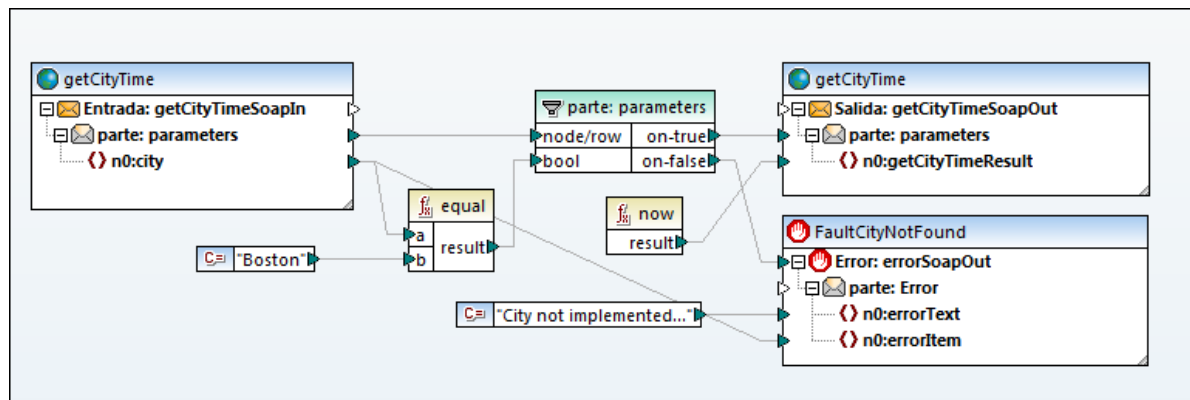 getCityTime
Entrada: getCityTimeSoapIn
parte: parameters
n0:city
"Boston"
equal
a
b
result
parte: parameters
node/row on-true
bool on-false
now
result
"City not implemented..."
getCityTime
Salida: getCityTimeSoapOut
parte: parameters
n0:getCityTimeResult
FaultCityNotFound
Error: errorSoapOut
parte: Error
n0:errorText
n0:errorItem